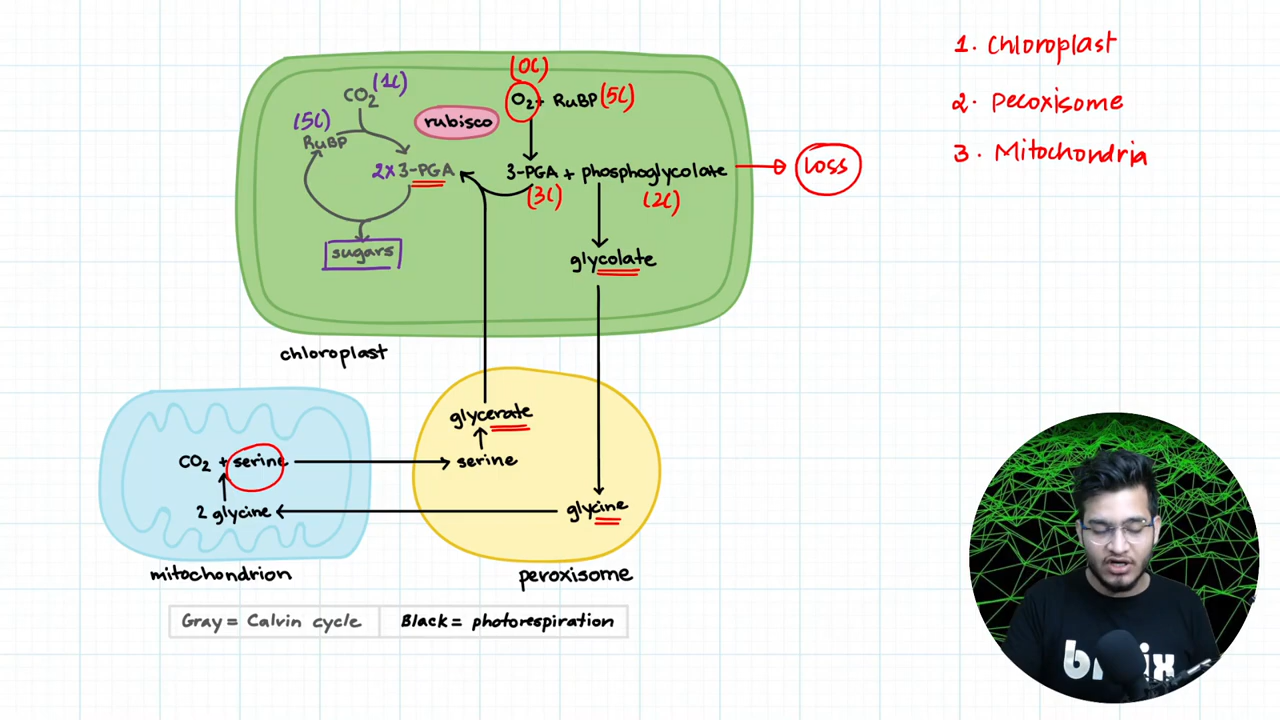 1. Chloroplast
2. Peroxisome
3. Mitochondria
(0C)
(1C)
CO2
O2 + RuBP (5C)
(5C)
RuBP
rubisco
2x 3-PGA
3-PGA + phosphoglycolate
loss
(3C)
(2C)
sugars
glycolate
chloroplast
glycerate
CO2 + serine
serine
2 glycine
glycine
mitochondrion
peroxisome
Gray = Calvin cycle
Black = photorespiration